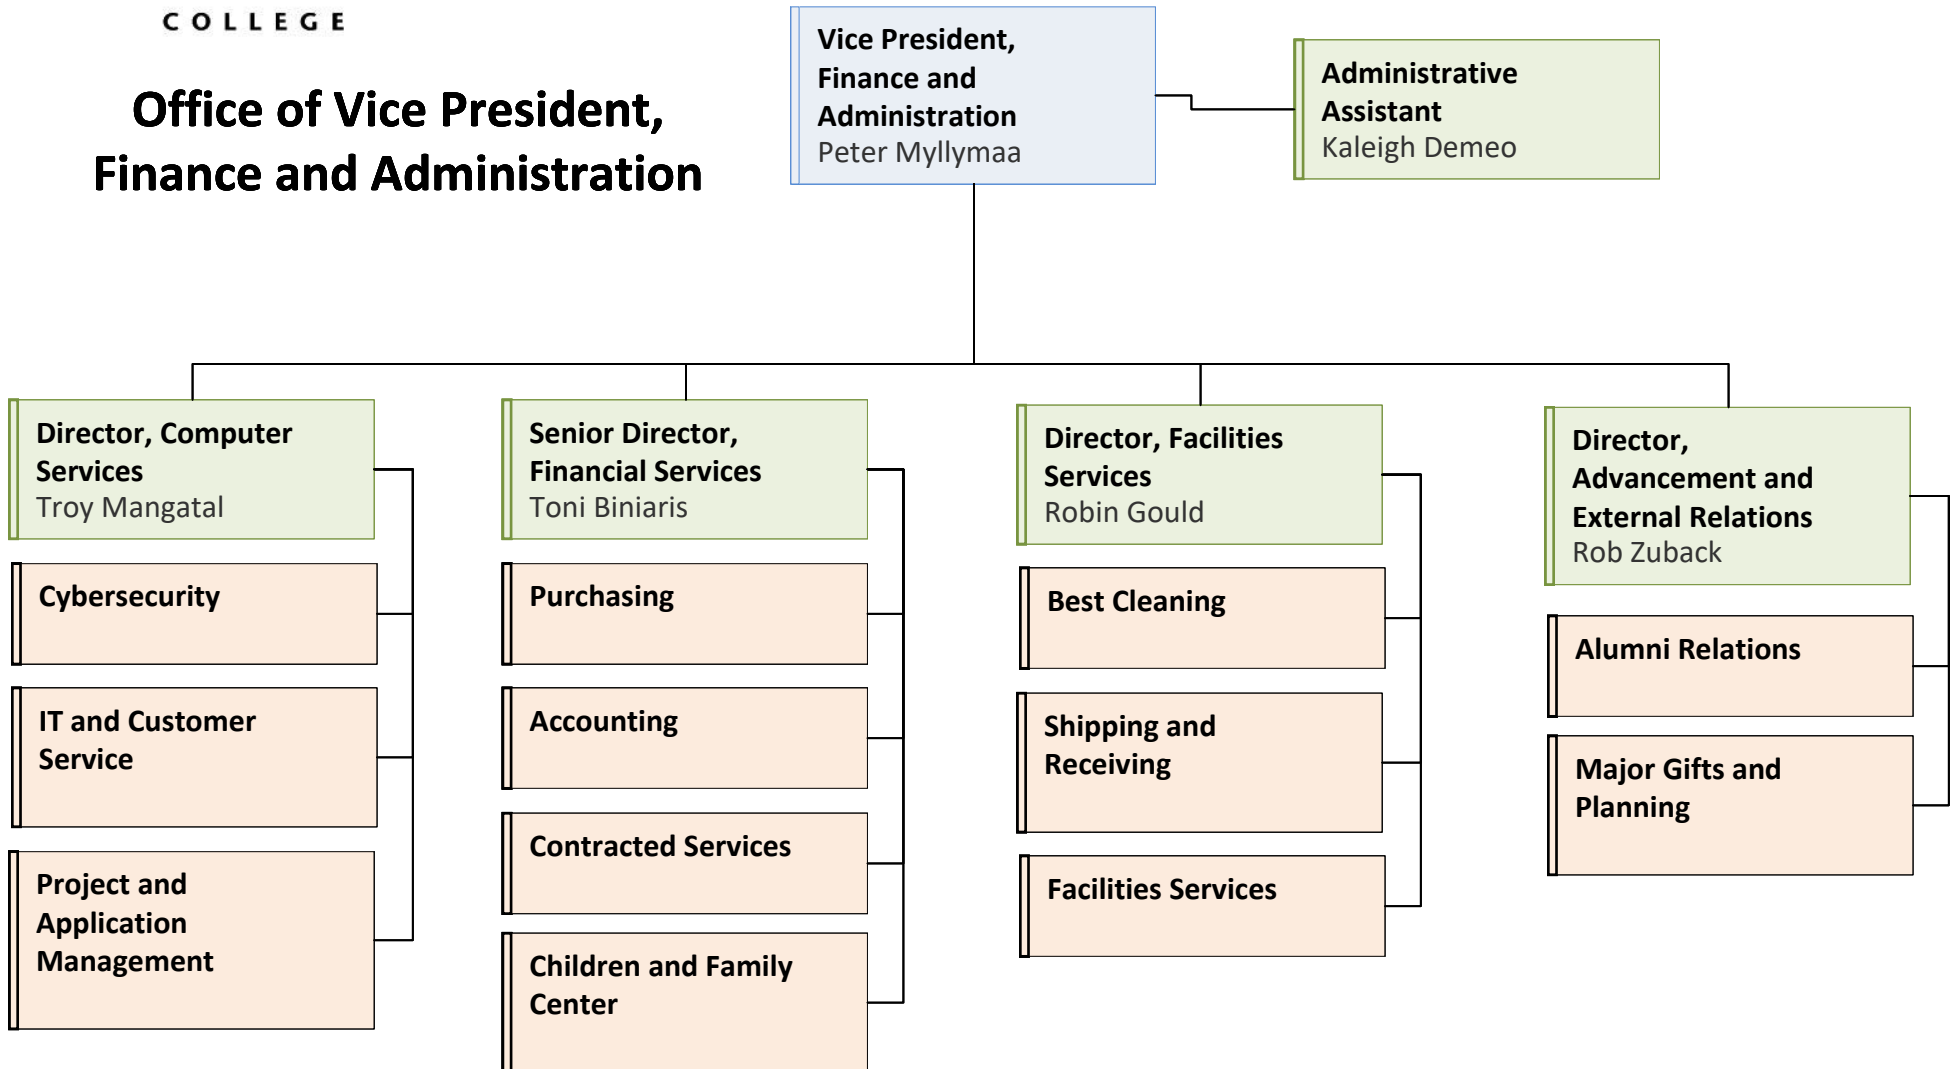 COLLEGE
Office of Vice President,
Finance and Administration
Vice President,
Finance and
Administration
Peter Myllymaa
Administrative
Assistant
Kaleigh Demeo
Director, Computer
Services
Troy Mangatal
Cybersecurity
IT and Customer
Service
Project and
Application
Management
Senior Director,
Financial Services
Toni Biniaris
Purchasing
Accounting
Contracted Services
Children and Family
Center
Director, Facilities
Services
Robin Gould
Best Cleaning
Shipping and
Receiving
Facilities Services
Director,
Advancement and
External Relations
Rob Zuback
Alumni Relations
Major Gifts and
Planning